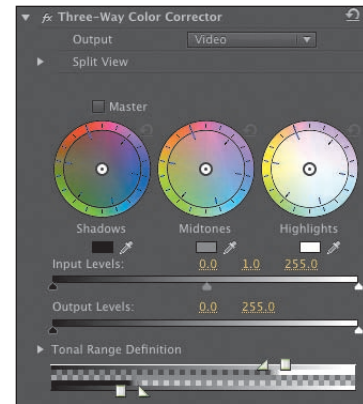 fx Three-Way Color Corrector
Output Video
Split View
Master
Shadows Midtones Highlights
Input Levels: 0.0 1.0 255.0
Output Levels: 0.0 255.0
Tonal Range Definition